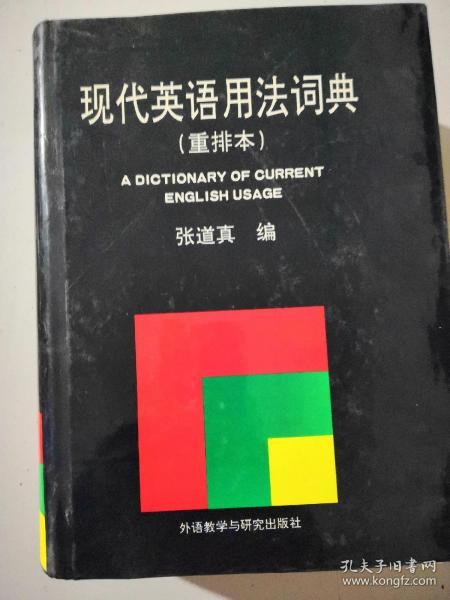 现代英语用法词典
(重排本)
A DICTIONARY OF CURRENT
ENGLISH USAGE
张道真 编
外语教学与研究出版社
孔夫子旧书网
www.kongfz.com